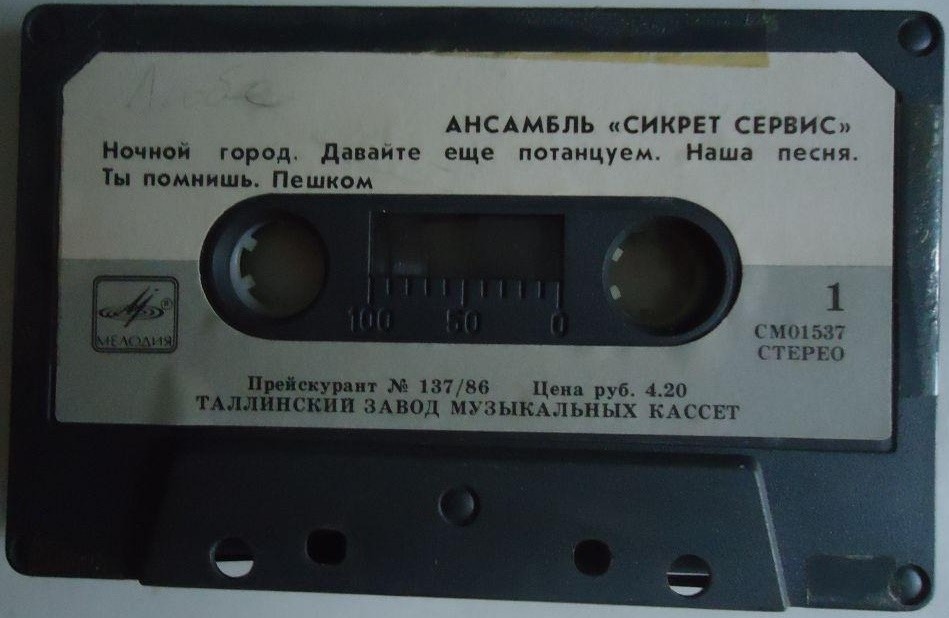 АНСАМБЛЬ «СИКРЕТ СЕРВИС»
Ночной город. Давайте еще потанцуем. Наша песня.
Ты помнишь. Пешком
100 50 0
МЕЛОДИЯ
1
СМ01537
СТЕРЕО
Прейскурант № 137/86 Цена руб. 4.20
ТАЛЛИНСКИЙ ЗАВОД МУЗЫКАЛЬНЫХ КАССЕТ